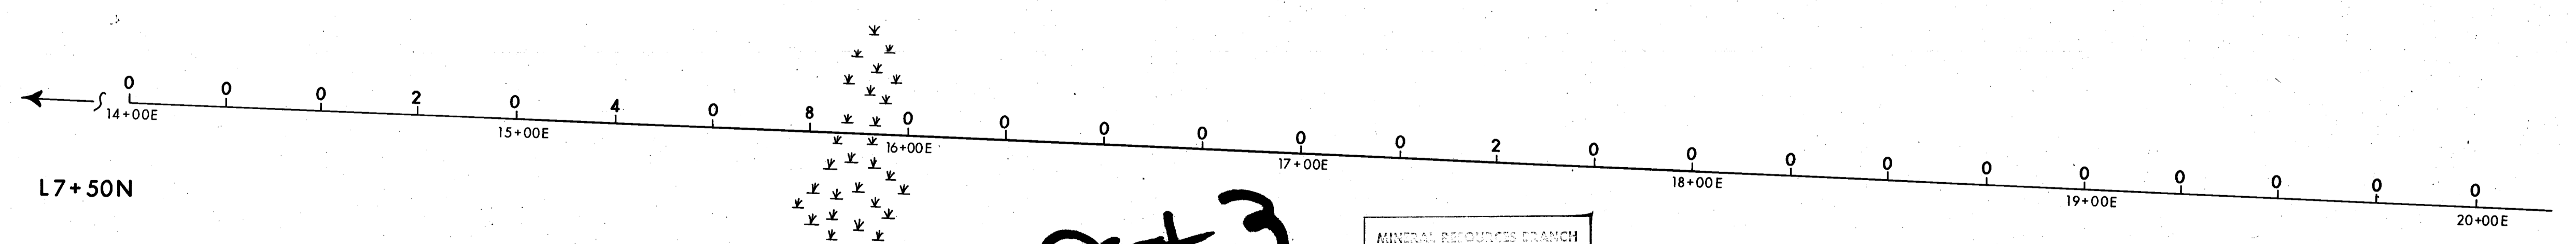 0 0 0 2 0 4 0 8 0 0 0 0 0 0 2 0 0 0 0 0 0 0 0 0 0
14+00E 15+00E 16+00E 17+00E 18+00E 19+00E 20+00E
L7+50N
MINERAL RESOURCES BRANCH